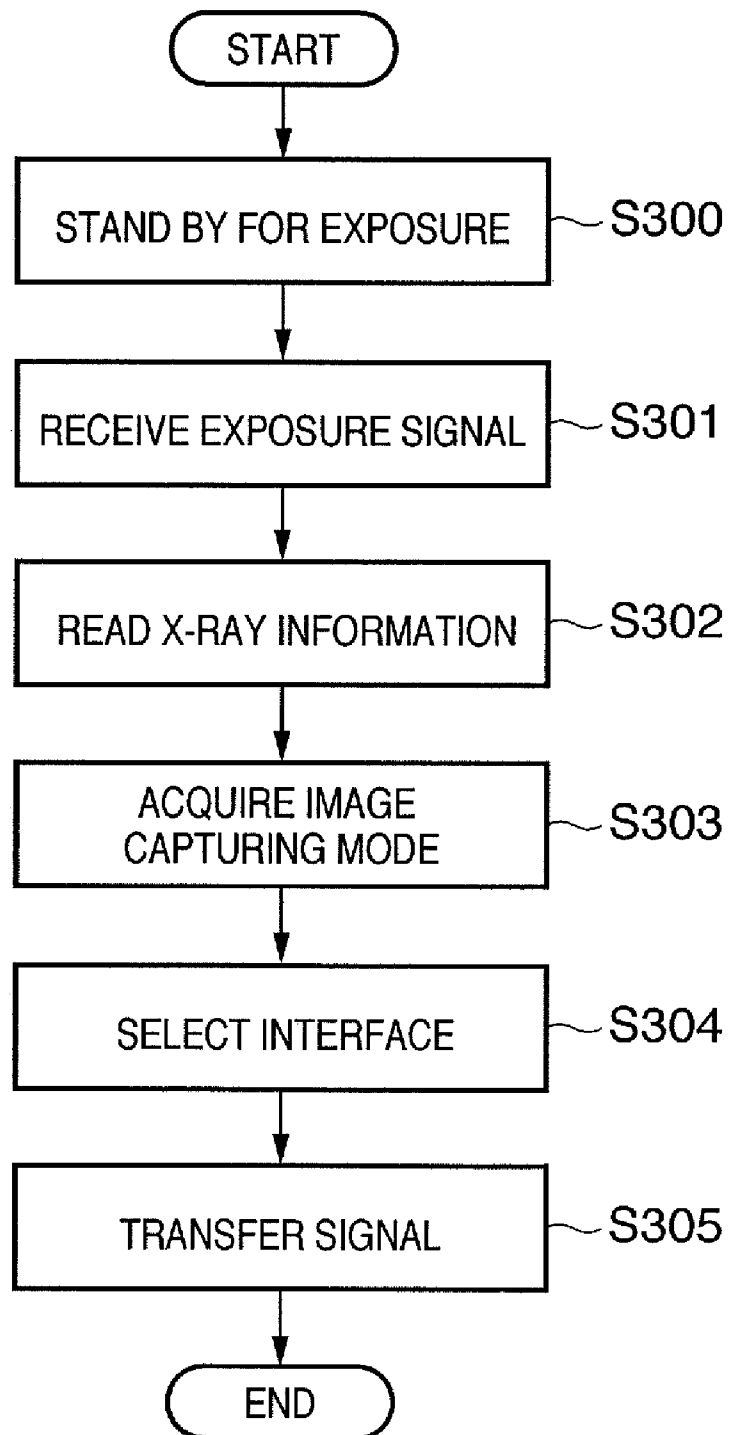 START
STAND BY FOR EXPOSURE
S300
RECEIVE EXPOSURE SIGNAL
S301
READ X-RAY INFORMATION
S302
ACQUIRE IMAGE
CAPTURING MODE
S303
SELECT INTERFACE
S304
TRANSFER SIGNAL
S305
END